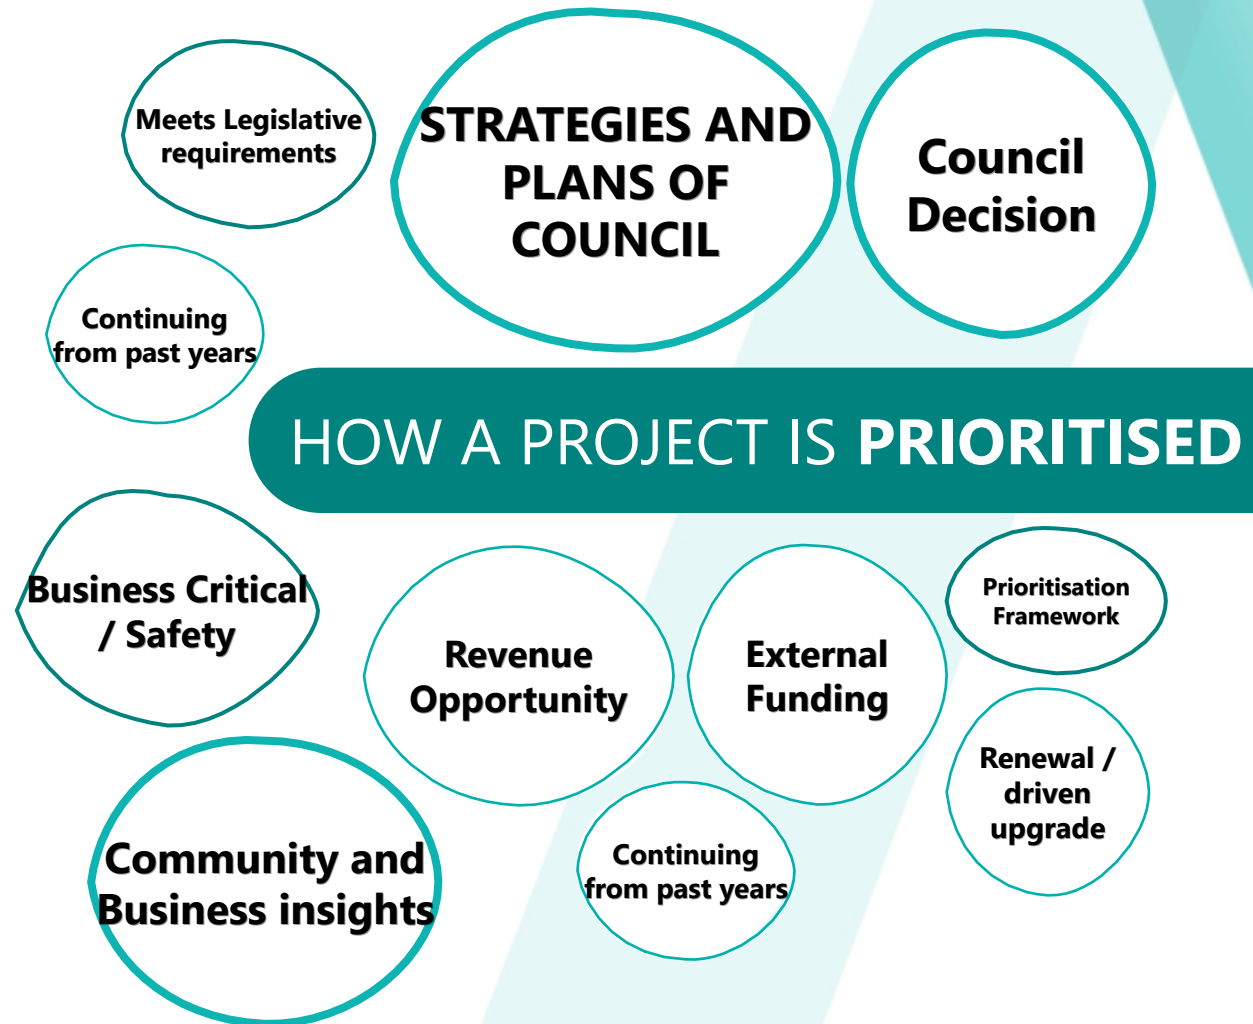 Meets Legislative
requirements
STRATEGIES AND
PLANS OF
COUNCIL
Council
Decision
Continuing
from past years
HOW A PROJECT IS PRIORITISED
Business Critical
/ Safety
Revenue
Opportunity
External
Funding
Prioritisation
Framework
Renewal /
driven
upgrade
Community and
Business insights
Continuing
from past years